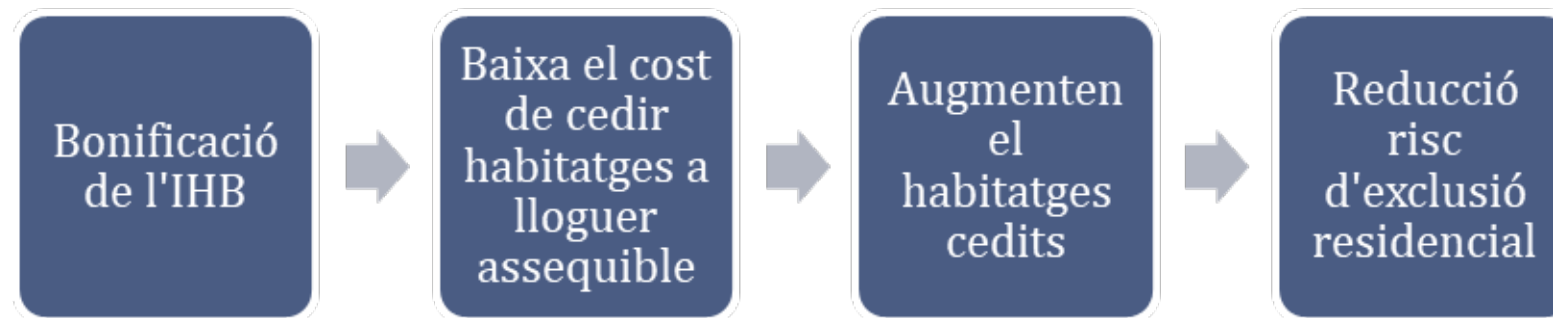 Bonificació
de l'IHB
Baixa el cost
de cedir
habitatges a
lloguer
assequible
Augmenten
el
habitatges
cedits
Reducció
risc
d'exclusió
residencial